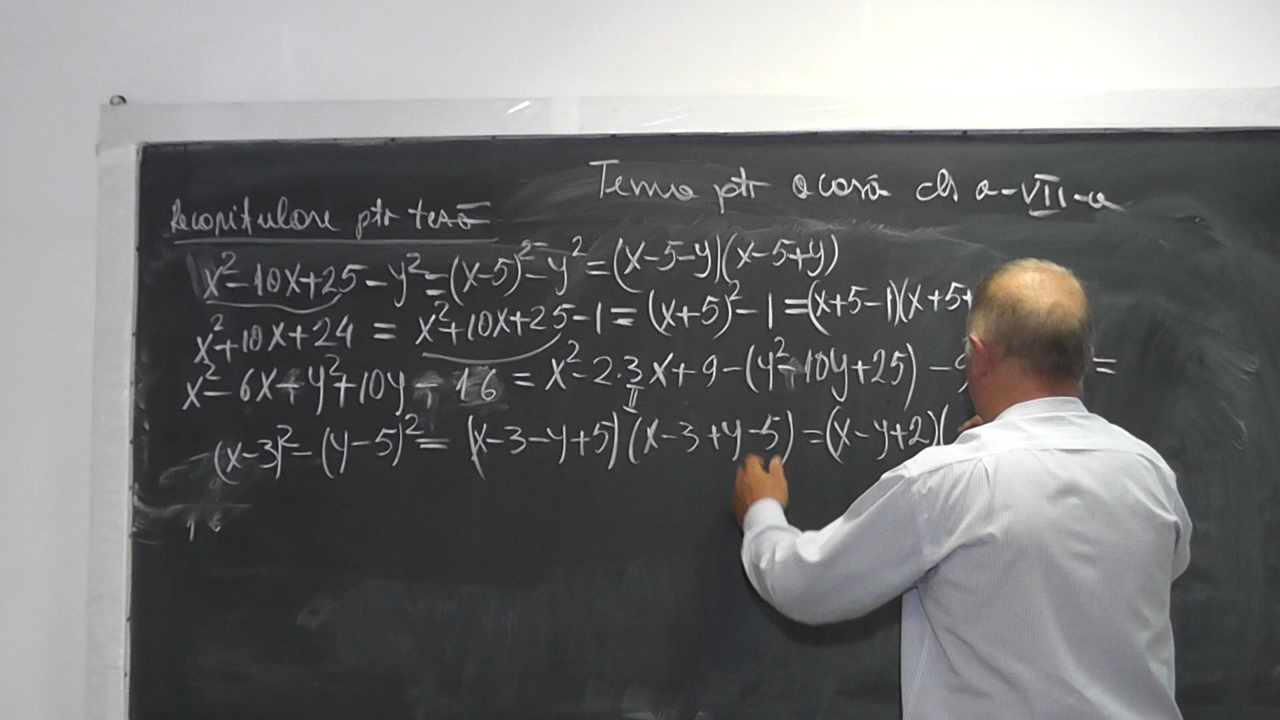 Tema ptr acasă cls a-VII-a
Recapitulare ptr teză
x²-10x+25-y²=(x-5)²-y²=(x-5-y)(x-5+y)
x²+10x+24 = x²+10x+25-1=(x+5)²-1=(x+5-1)(x+5+
x²-6x-y²+10y-16=x²-2·3x+9-(y²-10y+25)-9 =
(x-3)²-(y-5)²=(x-3-y+5)(x-3+y-5)=(x-y+2)(